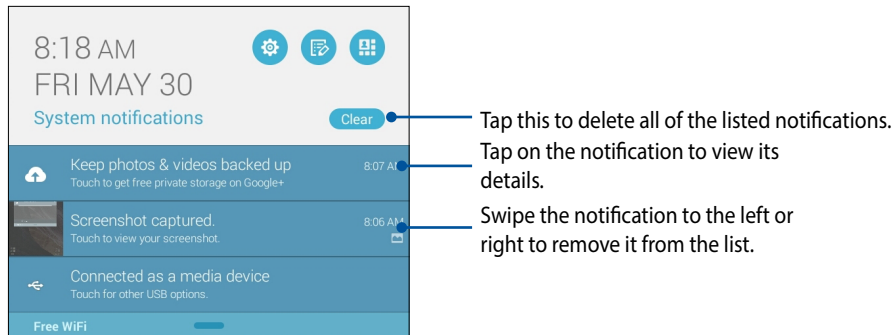 8:18 AM
FRI MAY 30
System notifications
Clear
Keep photos & videos backed up
8:07 AM
Touch to get free private storage on Google+
Screenshot captured.
8:06 AM
Touch to view your screenshot.
Connected as a media device
Touch for other USB options.
Free WiFi
Tap this to delete all of the listed notifications.
Tap on the notification to view its
details.
Swipe the notification to the left or
right to remove it from the list.